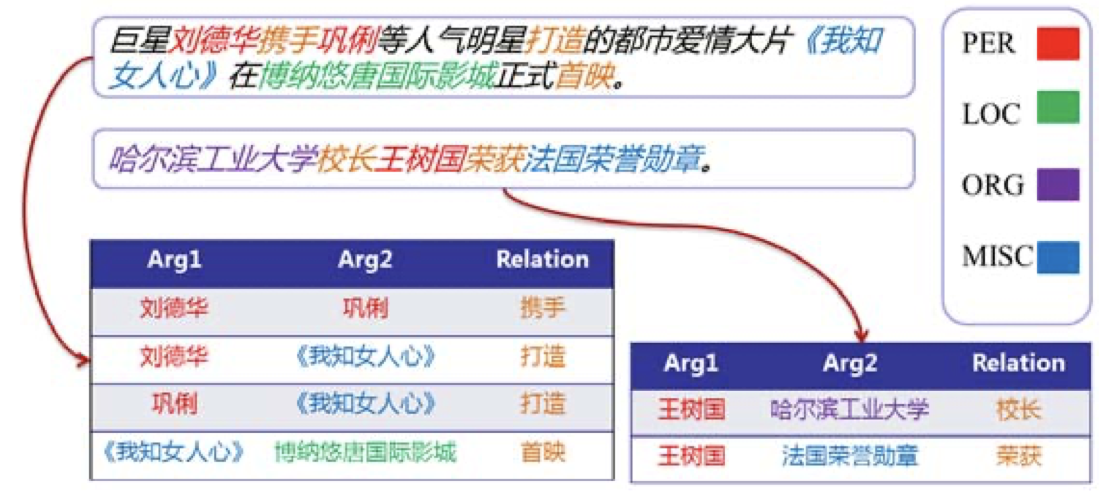 巨星刘德华携手巩俐等人气明星打造的都市爱情大片《我知
女人心》在博纳悠唐国际影城正式首映。
哈尔滨工业大学校长王树国荣获法国荣誉勋章。
PER
LOC
ORG
MISC
Arg1 Arg2 Relation
刘德华 巩俐 携手
刘德华 《我知女人心》 打造
巩俐 《我知女人心》 打造
《我知女人心》 博纳悠唐国际影城 首映
Arg1 Arg2 Relation
王树国 哈尔滨工业大学 校长
王树国 法国荣誉勋章 荣获